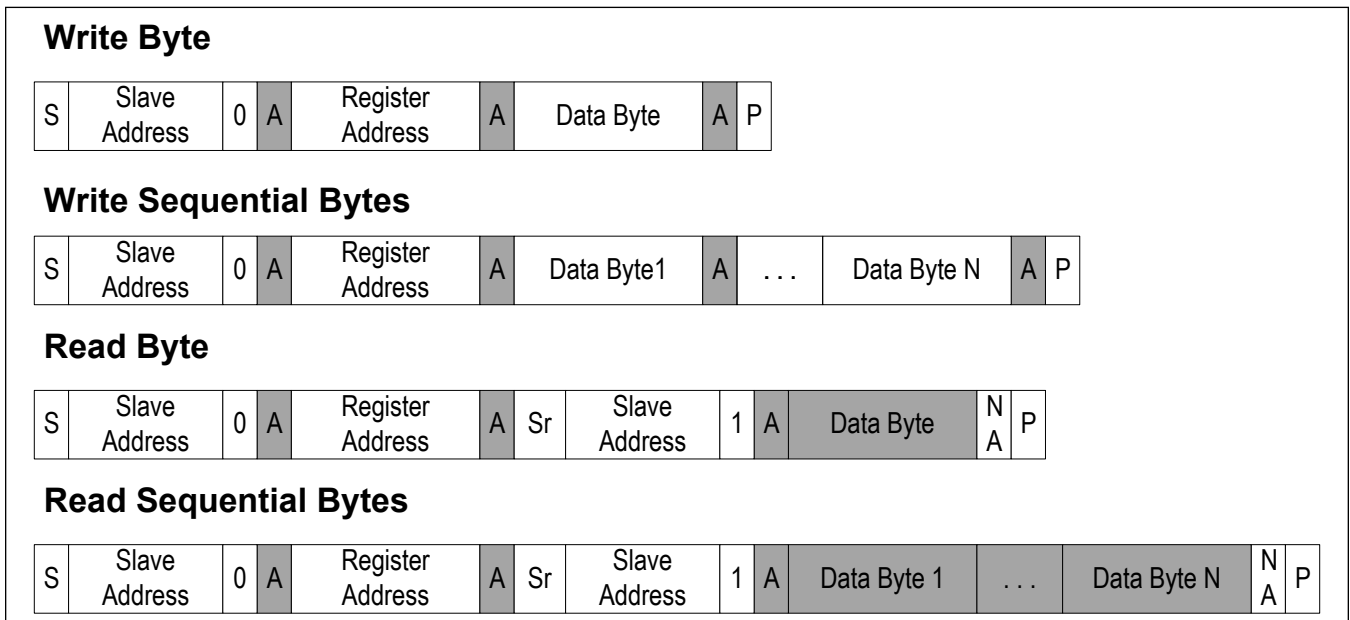 Write Byte
S Slave Address 0 A Register Address A Data Byte A P
Write Sequential Bytes
S Slave Address 0 A Register Address A Data Byte1 A . . . Data Byte N A P
Read Byte
S Slave Address 0 A Register Address A Sr Slave Address 1 A Data Byte N A P
Read Sequential Bytes
S Slave Address 0 A Register Address A Sr Slave Address 1 A Data Byte 1 . . . Data Byte N N A P